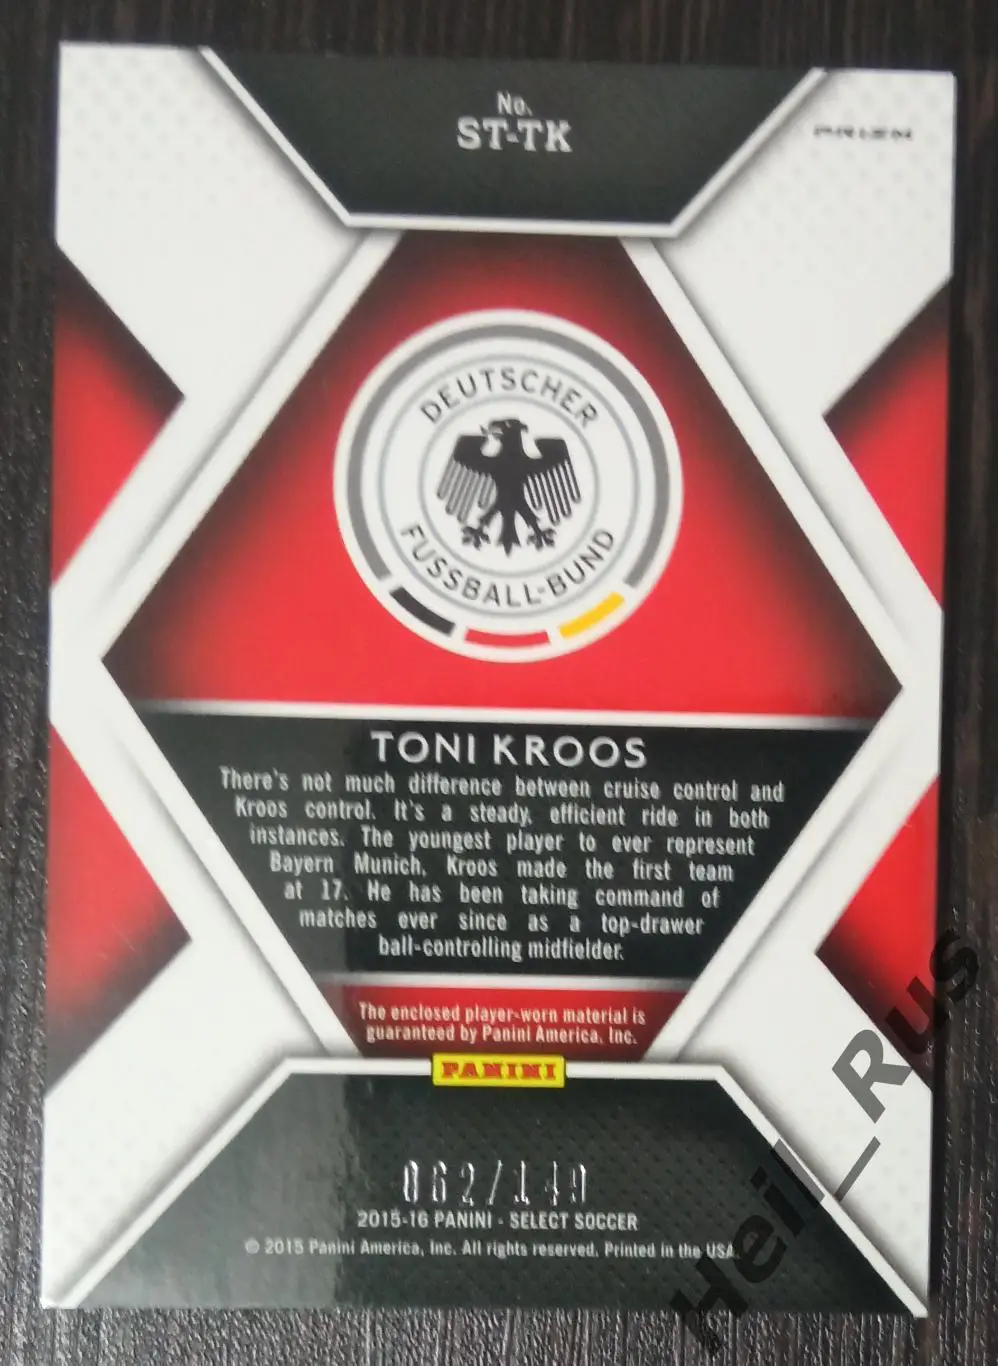 No.
ST-TK
PRIZM
DEUTSCHER
FUSSBALL-BUND
TONI KROOS
There's not much difference between cruise control and
Kroos control. It's a steady, efficient ride in both
instances. The youngest player to ever represent
Bayern Munich, Kroos made the first team
at 17. He has been taking command of
matches ever since as a top-drawer
ball-controlling midfielder.
The enclosed player-worn material is
guaranteed by Panini America, Inc.
PANINI
062/149
2015-16 PANINI - SELECT SOCCER
© 2015 Panini America, Inc. All rights reserved. Printed in the USA.
Heil_Rus